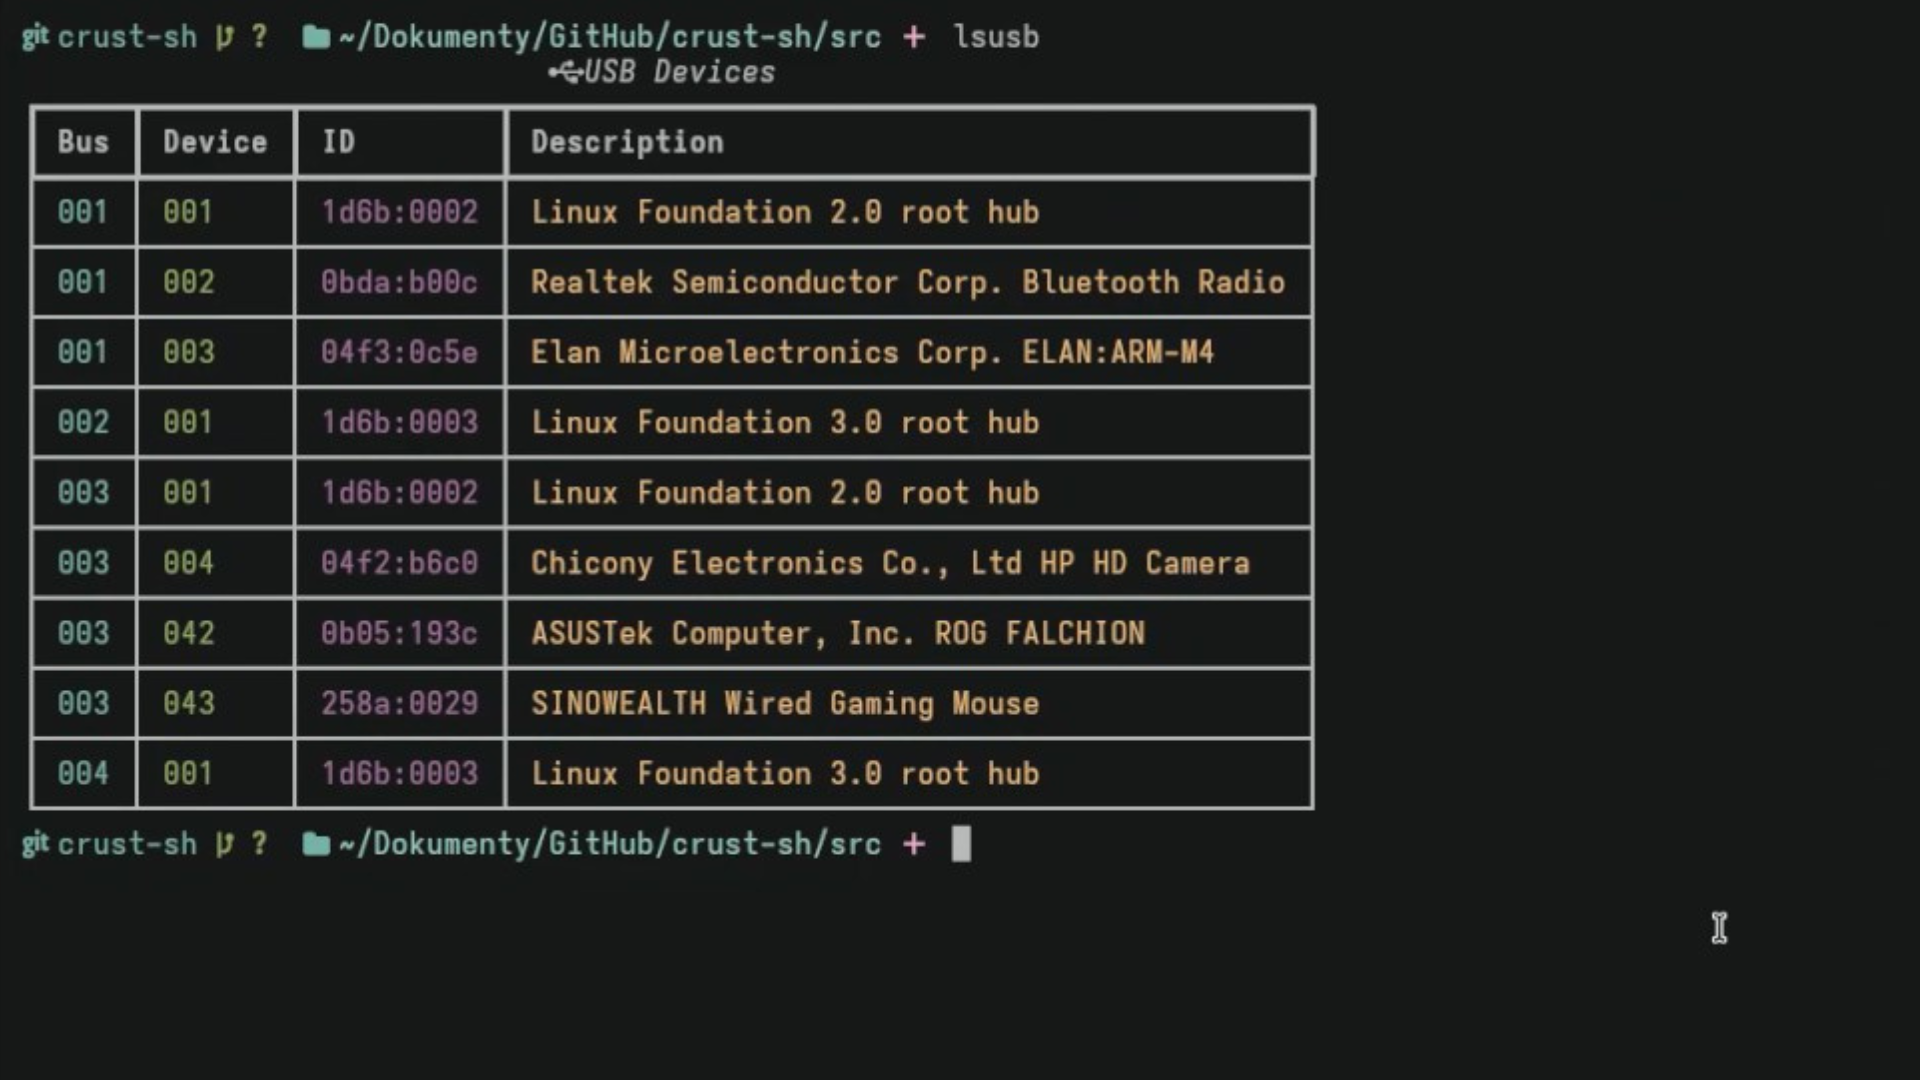 git crust-sh ? ~/Dokumenty/GitHub/crust-sh/src + lsusb
USB Devices
Bus Device ID Description
001 001 1d6b:0002 Linux Foundation 2.0 root hub
001 002 0bda:b00c Realtek Semiconductor Corp. Bluetooth Radio
001 003 04f3:0c5e Elan Microelectronics Corp. ELAN:ARM-M4
002 001 1d6b:0003 Linux Foundation 3.0 root hub
003 001 1d6b:0002 Linux Foundation 2.0 root hub
003 004 04f2:b6c0 Chicony Electronics Co., Ltd HP HD Camera
003 042 0b05:193c ASUSTek Computer, Inc. ROG FALCHION
003 043 258a:0029 SINOWEALTH Wired Gaming Mouse
004 001 1d6b:0003 Linux Foundation 3.0 root hub
git crust-sh ? ~/Dokumenty/GitHub/crust-sh/src +